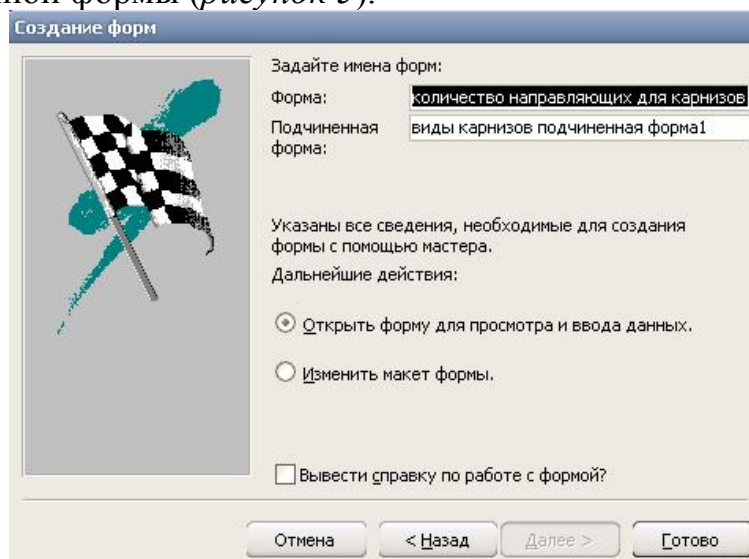 формы (рисунок
Создание форм
Задайте имена форм:
Форма: количество направляющих для карнизов
Подчиненная форма: виды карнизов подчиненная форма1
Указаны все сведения, необходимые для создания
формы с помощью мастера.
Дальнейшие действия:
Открыть форму для просмотра и ввода данных.
Изменить макет формы.
Вывести справку по работе с формой?
Отмена < Назад Далее > Готово